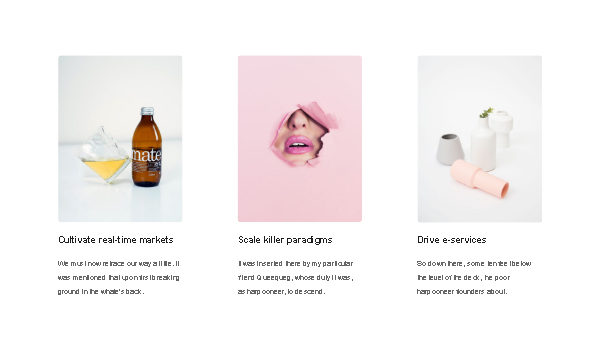 mate
Cultivate real-time markets
We must now retrace our way a little. It
was mentioned that upon first breaking
ground in the whale's back,
Scale killer paradigms
It was inserted there by my particular
friend Queequeg, whose duty it was,
as harpooneer, to descend.
Drive e-services
So down there, some ten feet below
the level of the deck, the poor
harpooneer flounders about.